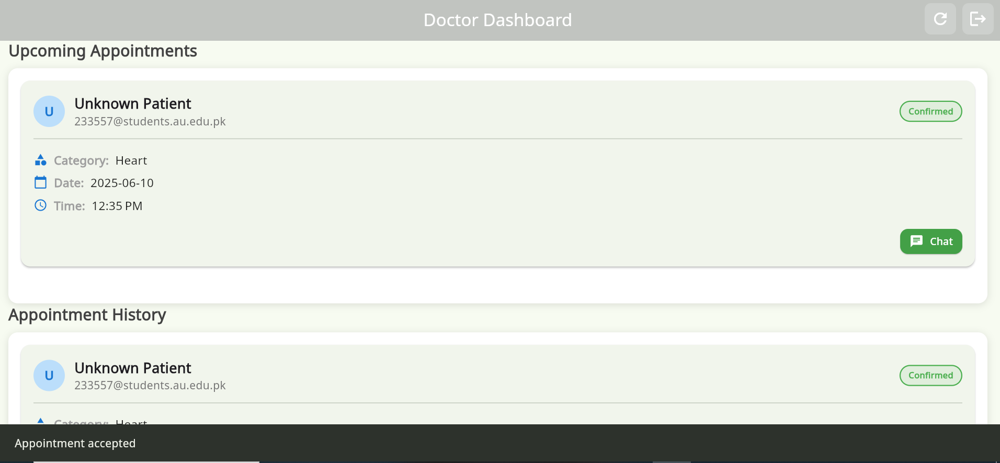 Doctor Dashboard
Upcoming Appointments
U
Unknown Patient
233557@students.au.edu.pk
Confirmed
Category: Heart
Date: 2025-06-10
Time: 12:35 PM
Chat
Appointment History
U
Unknown Patient
233557@students.au.edu.pk
Confirmed
Category: Heart
Appointment accepted